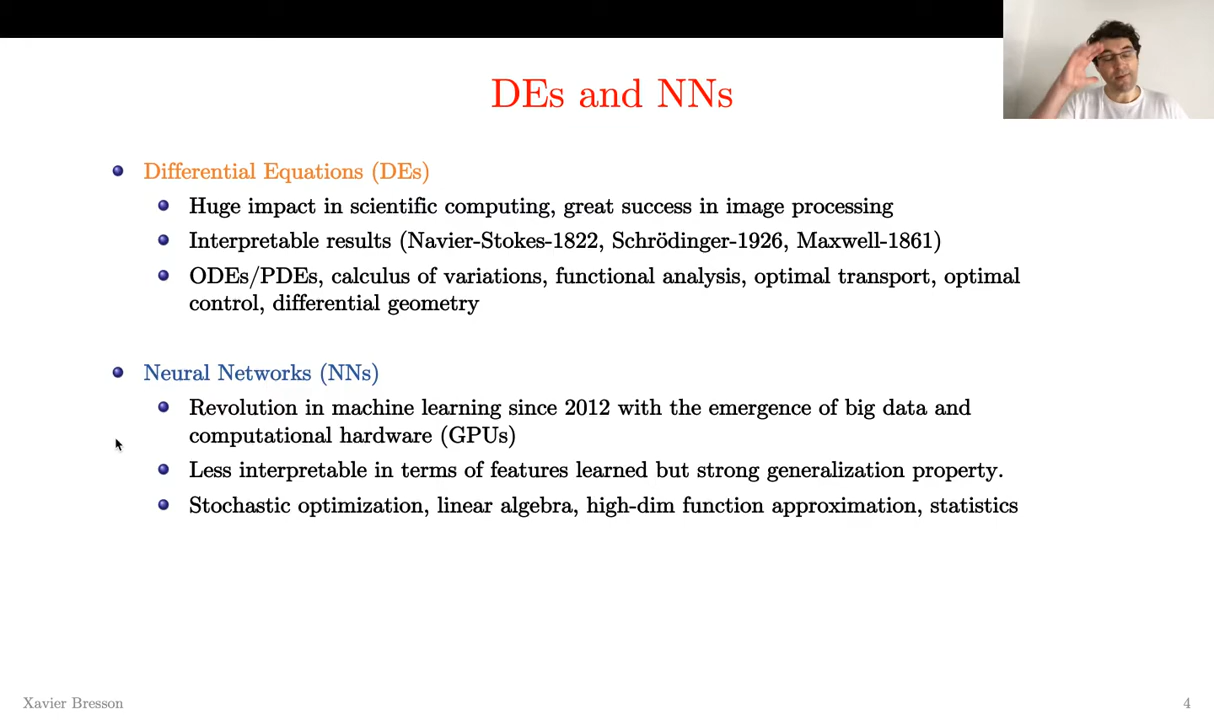 DEs and NNs
Differential Equations (DEs)
Huge impact in scientific computing, great success in image processing
Interpretable results (Navier-Stokes-1822, Schrödinger-1926, Maxwell-1861)
ODEs/PDEs, calculus of variations, functional analysis, optimal transport, optimal
control, differential geometry
Neural Networks (NNs)
Revolution in machine learning since 2012 with the emergence of big data and
computational hardware (GPUs)
Less interpretable in terms of features learned but strong generalization property.
Stochastic optimization, linear algebra, high-dim function approximation, statistics
Xavier Bresson
4